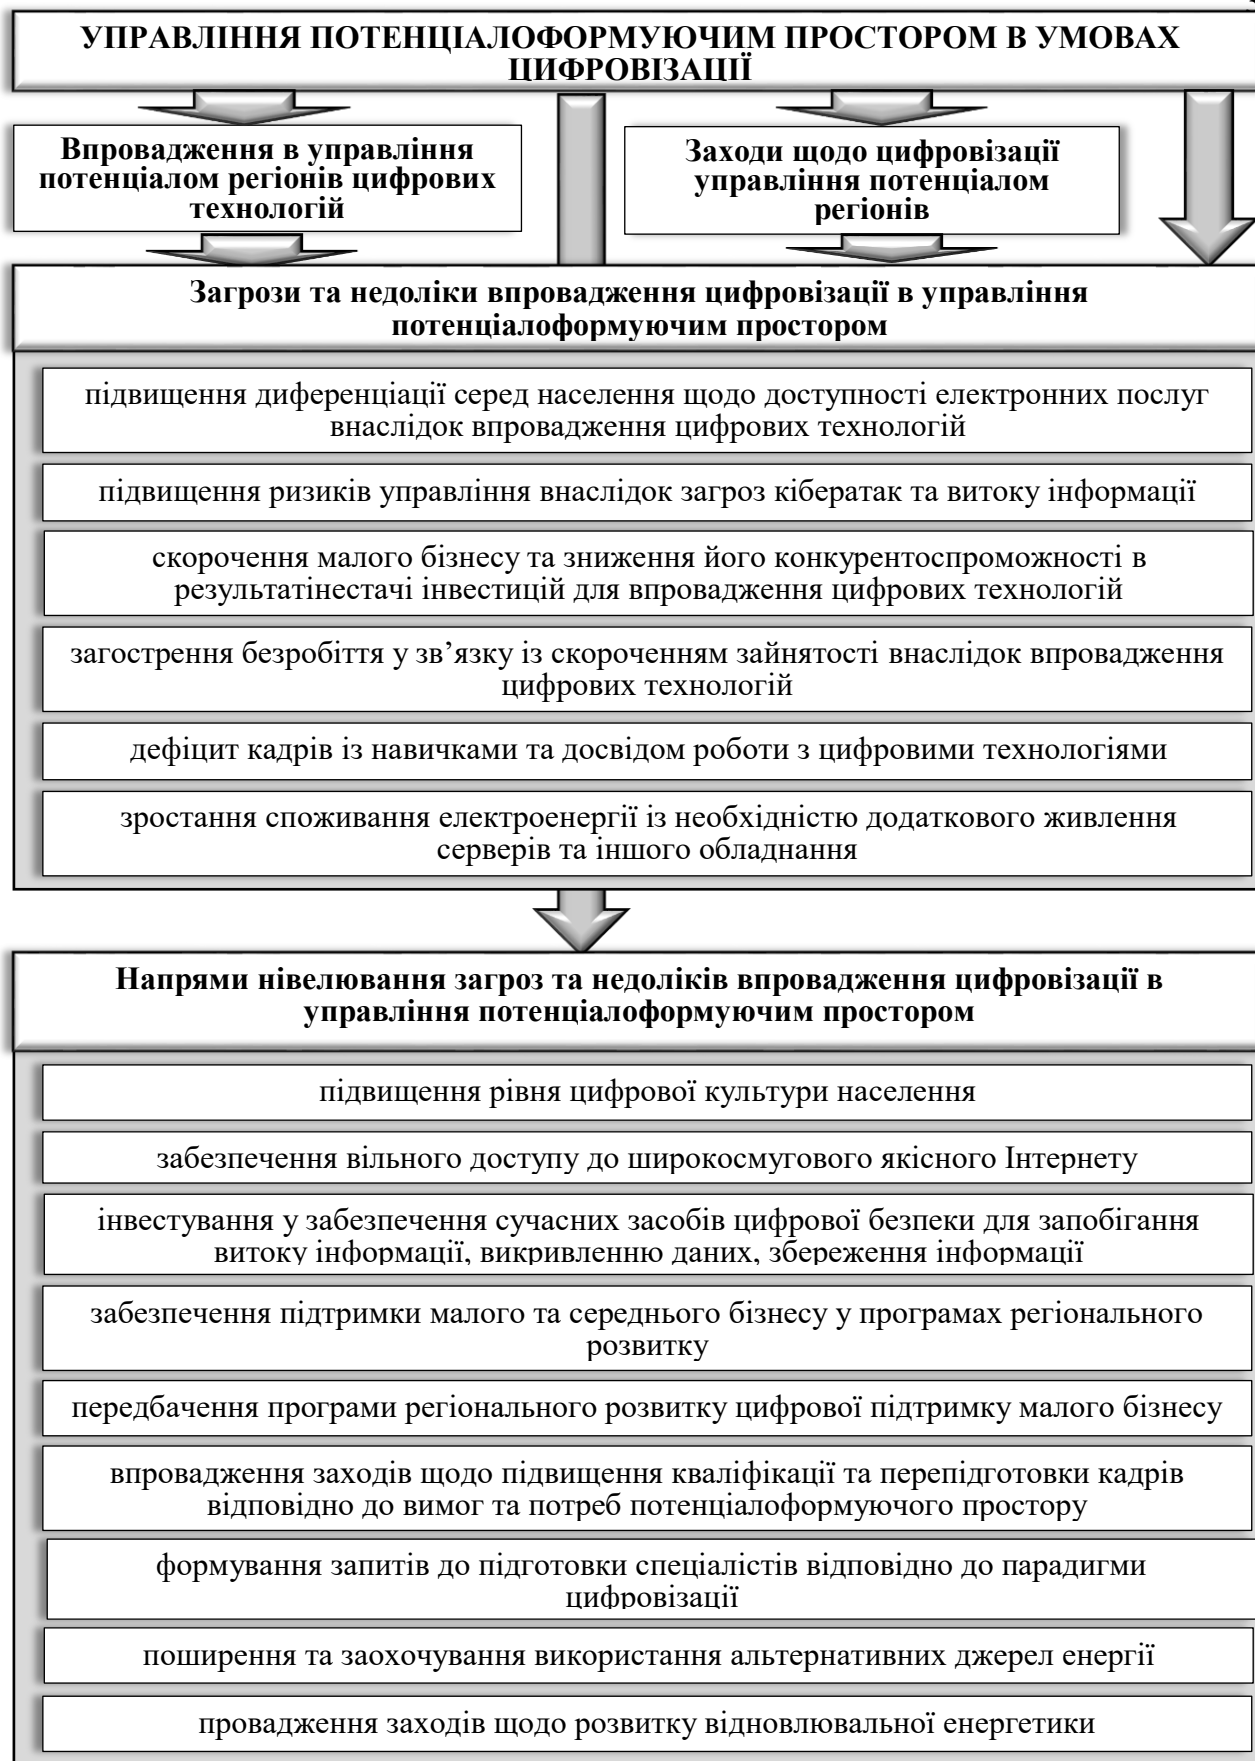 УПРАВЛІННЯ ПОТЕНЦІАЛОФОРМУЮЧИМ ПРОСТОРОМ В УМОВАХ
ЦИФРОВІЗАЦІЇ
Впровадження в управління
потенціалом регіонів цифрових
технологій
Заходи щодо цифровізації
управління потенціалом
регіонів
Загрози та недоліки впровадження цифровізації в управління
потенціалоформуючим простором
підвищення диференціації серед населення щодо доступності електронних послуг
внаслідок впровадження цифрових технологій
підвищення ризиків управління внаслідок загроз кібератак та витоку інформації
скорочення малого бізнесу та зниження його конкурентоспроможності в
результатінестачі інвестицій для впровадження цифрових технологій
загострення безробіття у зв’язку із скороченням зайнятості внаслідок впровадження
цифрових технологій
дефіцит кадрів із навичками та досвідом роботи з цифровими технологіями
зростання споживання електроенергії із необхідністю додаткового живлення
серверів та іншого обладнання
Напрями нівелювання загроз та недоліків впровадження цифровізації в
управління потенціалоформуючим простором
підвищення рівня цифрової культури населення
забезпечення вільного доступу до широкосмугового якісного Інтернету
інвестування у забезпечення сучасних засобів цифрової безпеки для запобігання
витоку інформації, викривленню даних, збереження інформації
забезпечення підтримки малого та середнього бізнесу у програмах регіонального
розвитку
передбачення програми регіонального розвитку цифрової підтримку малого бізнесу
впровадження заходів щодо підвищення кваліфікації та перепідготовки кадрів
відповідно до вимог та потреб потенціалоформуючого простору
формування запитів до підготовки спеціалістів відповідно до парадигми
цифровізації
поширення та заохочування використання альтернативних джерел енергії
провадження заходів щодо розвитку відновлювальної енергетики